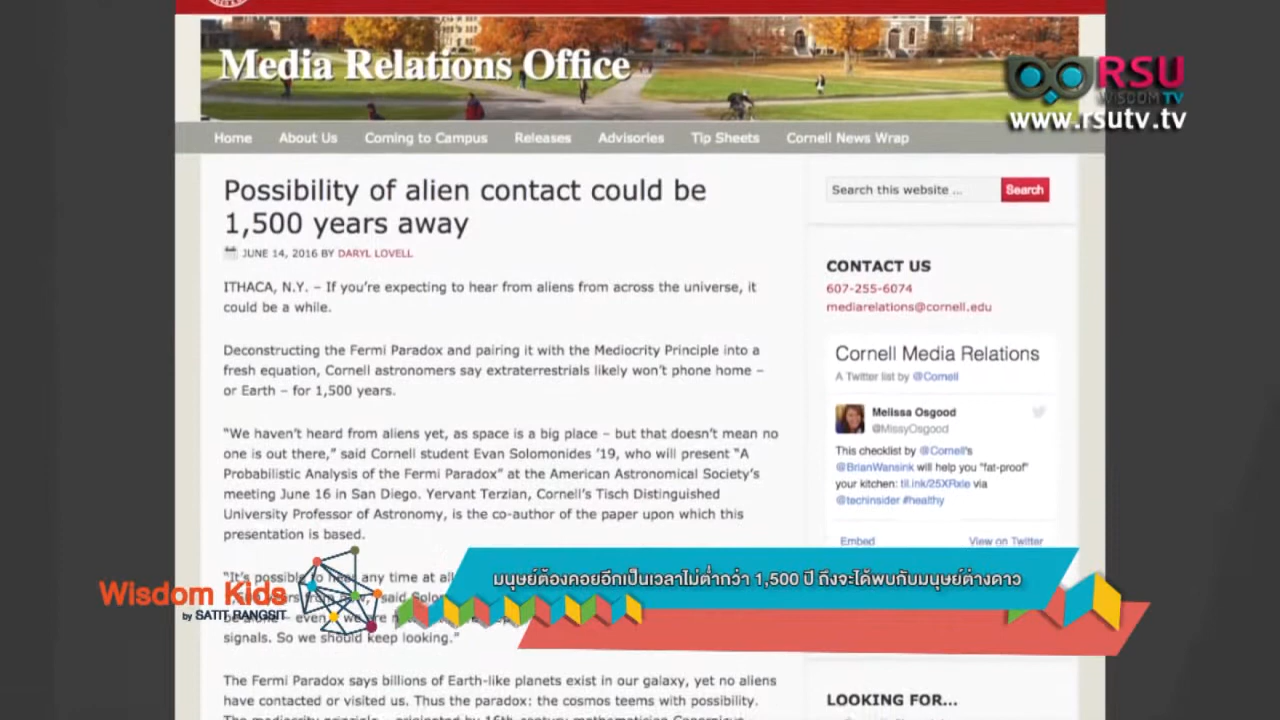 Media Relations Office
RSU
WISDOM TV
www.rsutv.tv
Home About Us Coming to Campus Releases Advisories Tip Sheets Cornell News Wrap
Possibility of alien contact could be
1,500 years away
JUNE 14, 2016 BY DARYL LOVELL
ITHACA, N.Y. – If you're expecting to hear from aliens from across the universe, it
could be a while.
Deconstructing the Fermi Paradox and pairing it with the Mediocrity Principle into a
fresh equation, Cornell astronomers say extraterrestrials likely won't phone home –
or Earth – for 1,500 years.
"We haven't heard from aliens yet, as space is a big place – but that doesn't mean no
one is out there," said Cornell student Evan Solomonides '19, who will present "A
Probabilistic Analysis of the Fermi Paradox" at the American Astronomical Society's
meeting June 16 in San Diego. Yervant Terzian, Cornell's Tisch Distinguished
University Professor of Astronomy, is the co-author of the paper upon which this
presentation is based.
"It's possible to any time at
said
even we are
signals. So we should keep looking."
The Fermi Paradox says billions of Earth-like planets exist in our galaxy, yet no aliens
have contacted or visited us. Thus the paradox: the cosmos teems with possibility.
Search this website ... Search
CONTACT US
607-255-6074
mediarelations@cornell.edu
Cornell Media Relations
A Twitter list by @Cornell
Melissa Osgood
@MissyOsgood
This checklist by @Cornell's
@BrianWansink will help you "fat-proof"
your kitchen: til.ink/25XRxle via
@techinsider #healthy
Embed View on Twitter
LOOKING FOR...
Wisdom Kids
by SATIT RANGSIT
มนุษย์ต้องคอยอีกเป็นเวลาไม่ต่ำกว่า 1,500 ปี ถึงจะได้พบกับมนุษย์ต่างดาว